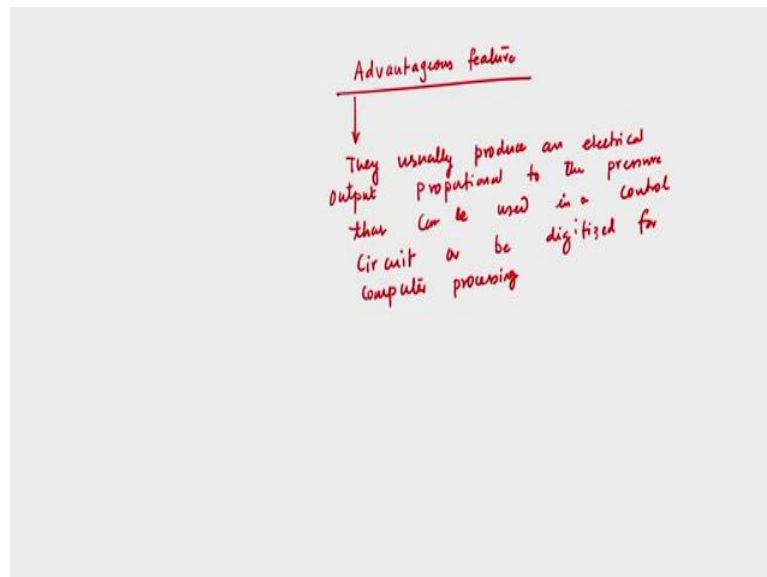 Advantageous feature
They usually produce an electrical
output proportional to the pressure
that can be used in a control
Circuit or be digitized for
Computer processing